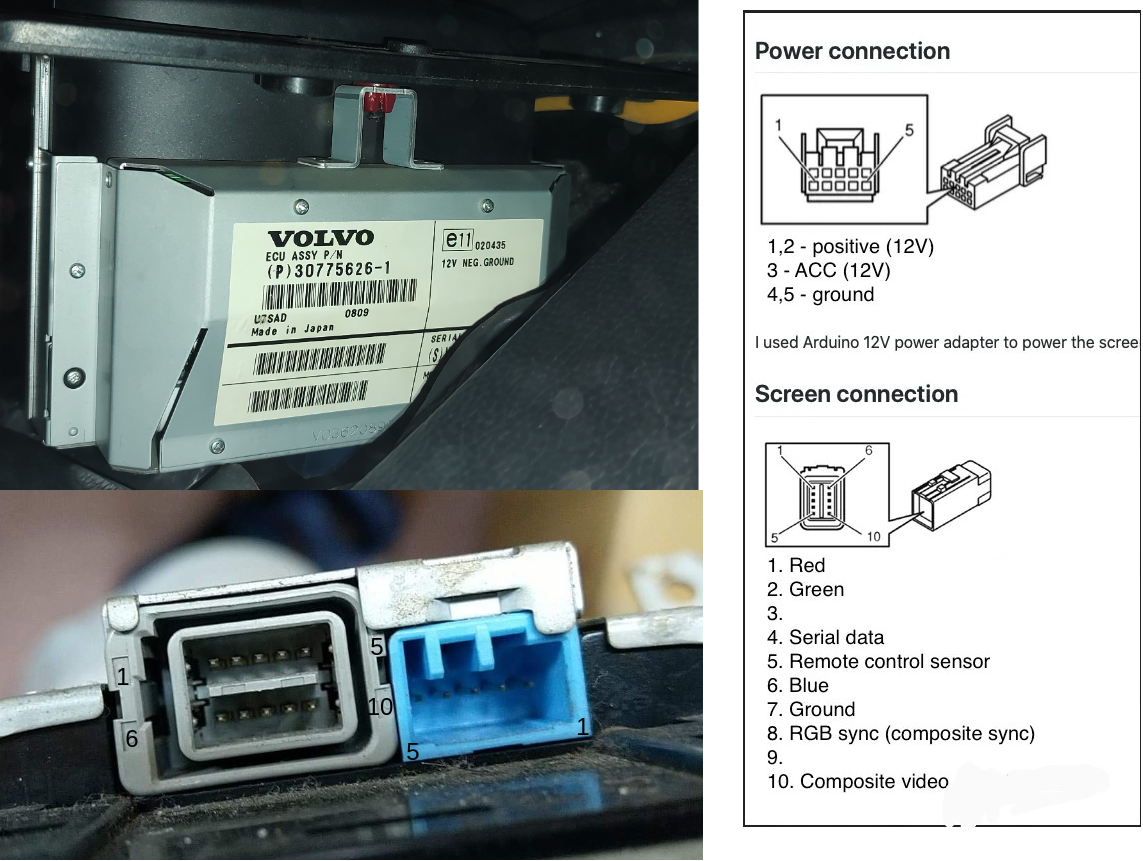 VOLVO
ECU ASSY P/N
(P)30775626-1
U7SAD 0809
Made in Japan
e11 020435
12V NEG.GROUND
SERIA
(S)
1
5
6
10
5
1
Power connection
1
5
1,2 - positive (12V)
3 - ACC (12V)
4,5 - ground
I used Arduino 12V power adapter to power the scree
Screen connection
1
6
5
10
1. Red
2. Green
3.
4. Serial data
5. Remote control sensor
6. Blue
7. Ground
8. RGB sync (composite sync)
9.
10. Composite video